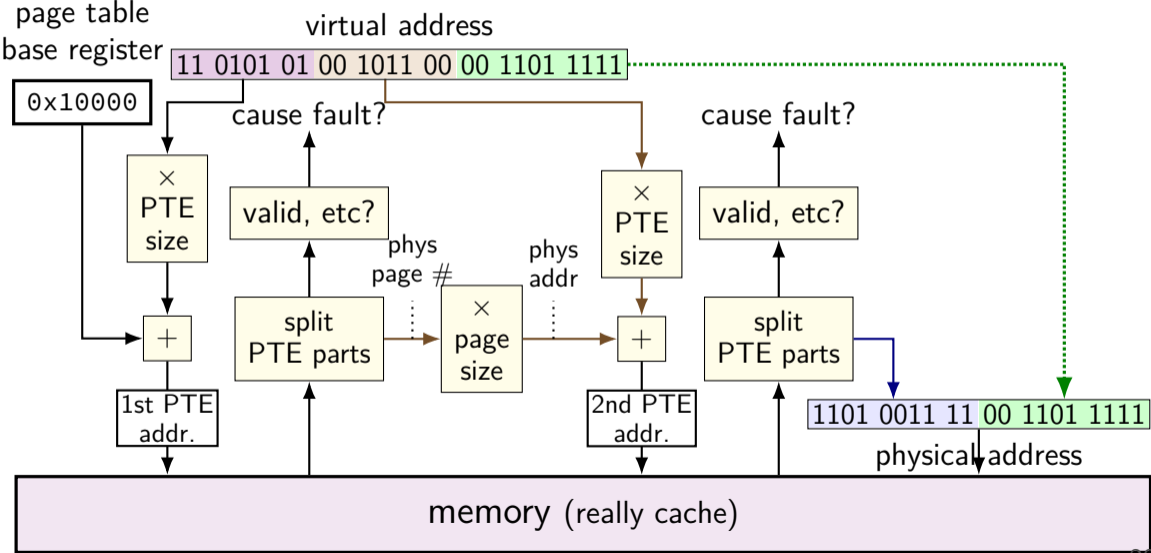 page table
base register
virtual address
11 0101 01 00 1011 00 00 1101 1111
0x10000
cause fault?
cause fault?
×
PTE
size
valid, etc?
×
PTE
size
valid, etc?
phys
page #
phys
addr
+
split
PTE parts
×
page
size
+
split
PTE parts
1st PTE
addr.
2nd PTE
addr.
1101 0011 11 00 1101 1111
physical address
memory (really cache)